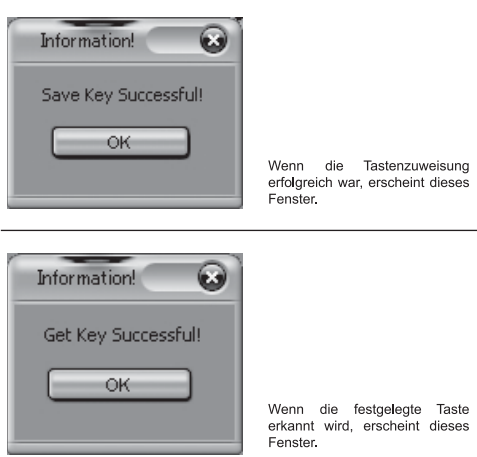 Information!
Save Key Successful!
OK
Wenn die Tastenzuweisung
erfolgreich war, erscheint dieses
Fenster.
Information!
Get Key Successful!
OK
Wenn die festgelegte Taste
erkannt wird, erscheint dieses
Fenster.